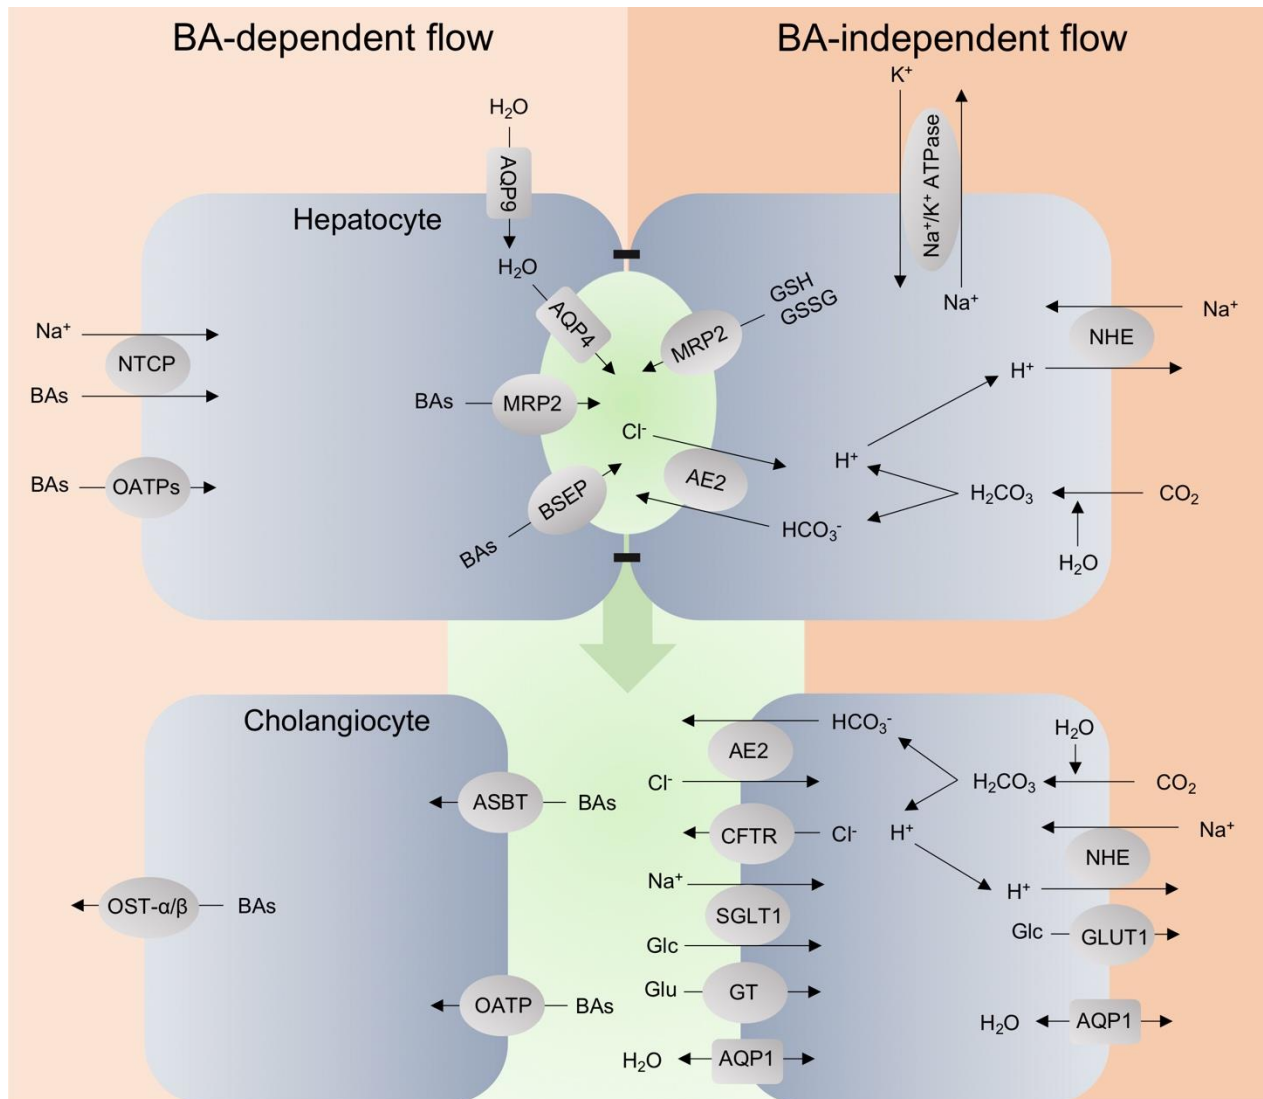 BA-dependent flow
BA-independent flow
K⁺
H₂O
Na⁺/K⁺ ATPase
AQP9
Hepatocyte
H₂O
GSH
GSSG
Na⁺
Na⁺
AQP4
MRP2
Na⁺
NTCP
NHE
BAs
BAs
MRP2
H⁺
Cl⁻
H⁺
BAs
OATPs
BSEP
AE2
H₂CO₃
CO₂
HCO₃⁻
BAs
H₂O
Cholangiocyte
HCO₃⁻
H₂O
AE2
Cl⁻
H₂CO₃
CO₂
ASBT
BAs
CFTR
Cl⁻
H⁺
Na⁺
NHE
Na⁺
H⁺
OST-α/β
BAs
SGLT1
Glc
Glc
GLUT1
Glu
GT
OATP
BAs
H₂O
AQP1
H₂O
AQP1